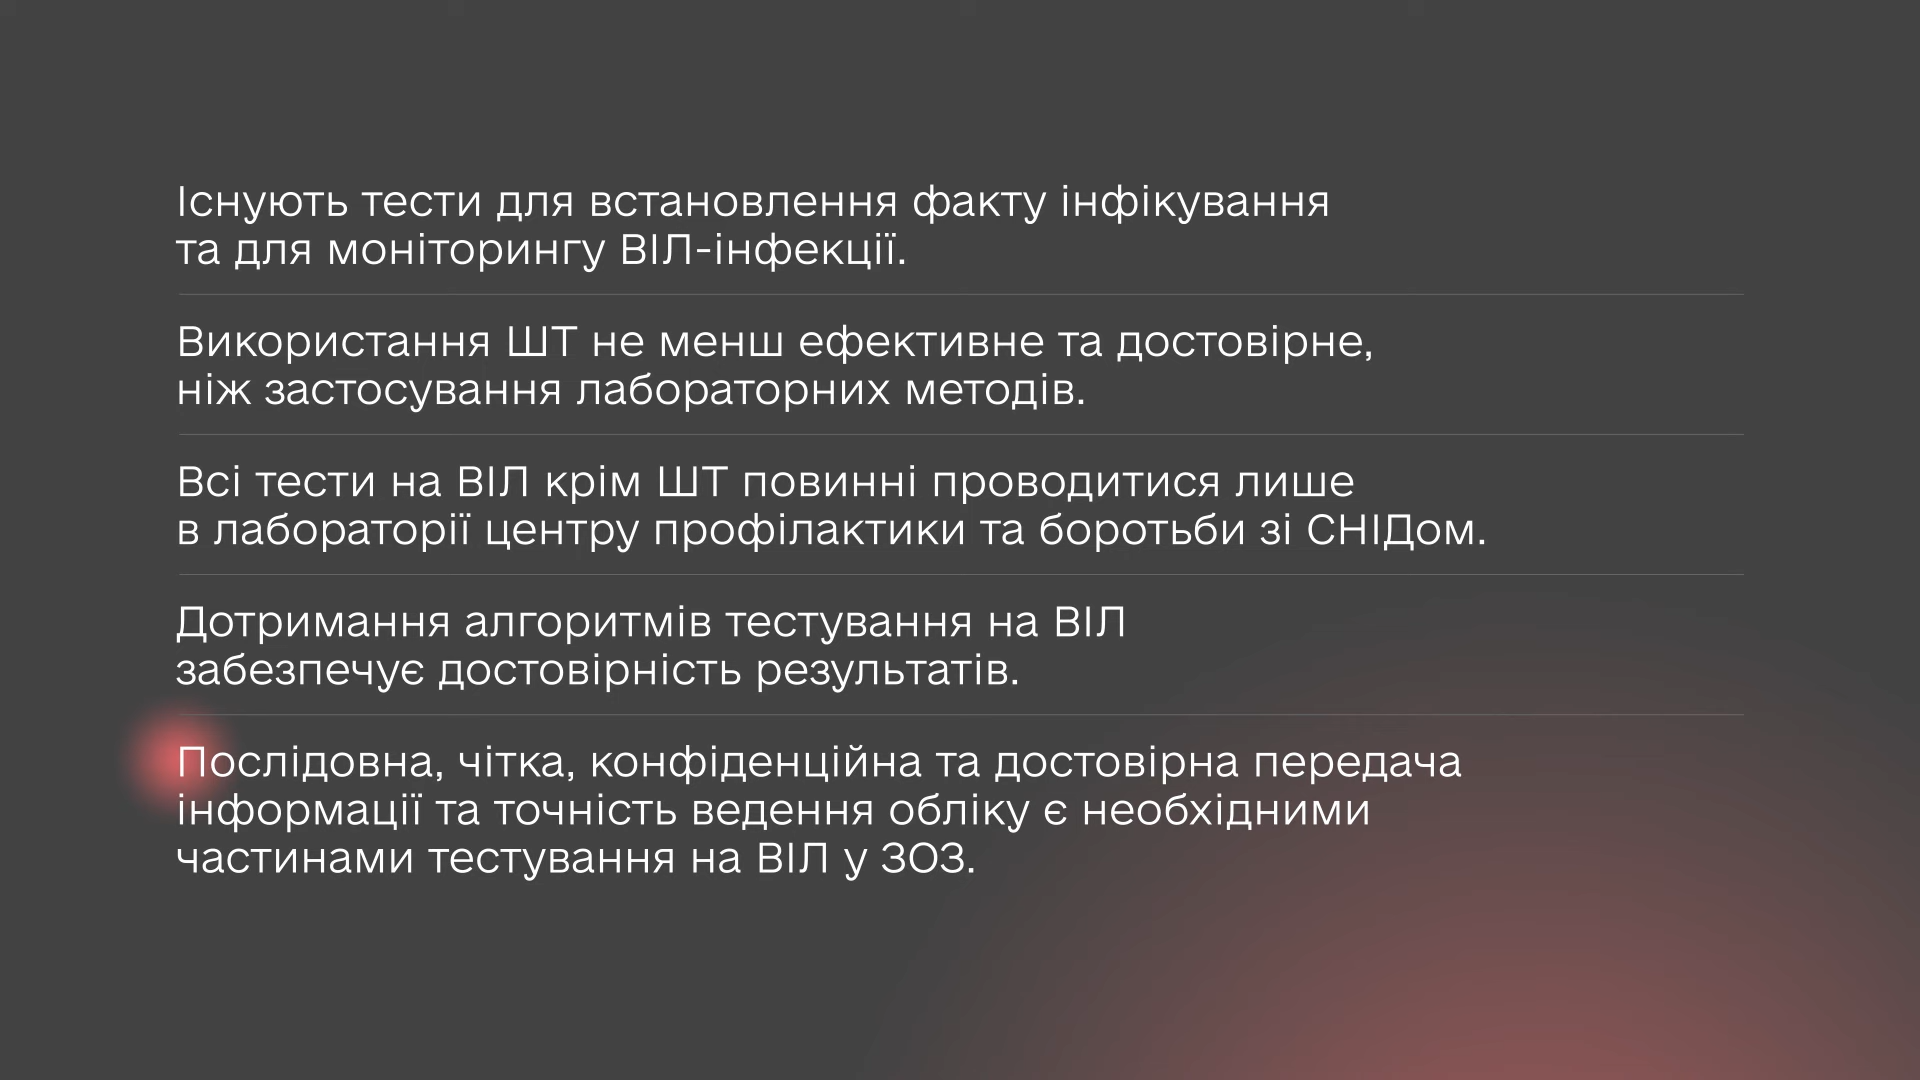 Існують тести для встановлення факту інфікування
та для моніторингу ВІЛ-інфекції.
Використання ШТ не менш ефективне та достовірне,
ніж застосування лабораторних методів.
Всі тести на ВІЛ крім ШТ повинні проводитися лише
в лабораторії центру профілактики та боротьби зі СНІДом.
Дотримання алгоритмів тестування на ВІЛ
забезпечує достовірність результатів.
Послідовна, чітка, конфіденційна та достовірна передача
інформації та точність ведення обліку є необхідними
частинами тестування на ВІЛ у ЗОЗ.